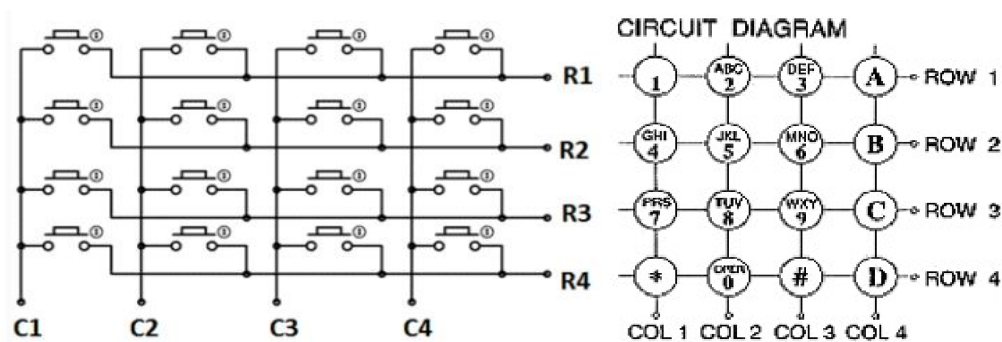 R1
R2
R3
R4
C1 C2 C3 C4
CIRCUIT DIAGRAM
1 ABC 2 DEF 3 A ROW 1
GHI 4 JKL 5 MNO 6 B ROW 2
PRS 7 TUV 8 WXY 9 C ROW 3
* OPER 0 # D ROW 4
COL 1 COL 2 COL 3 COL 4